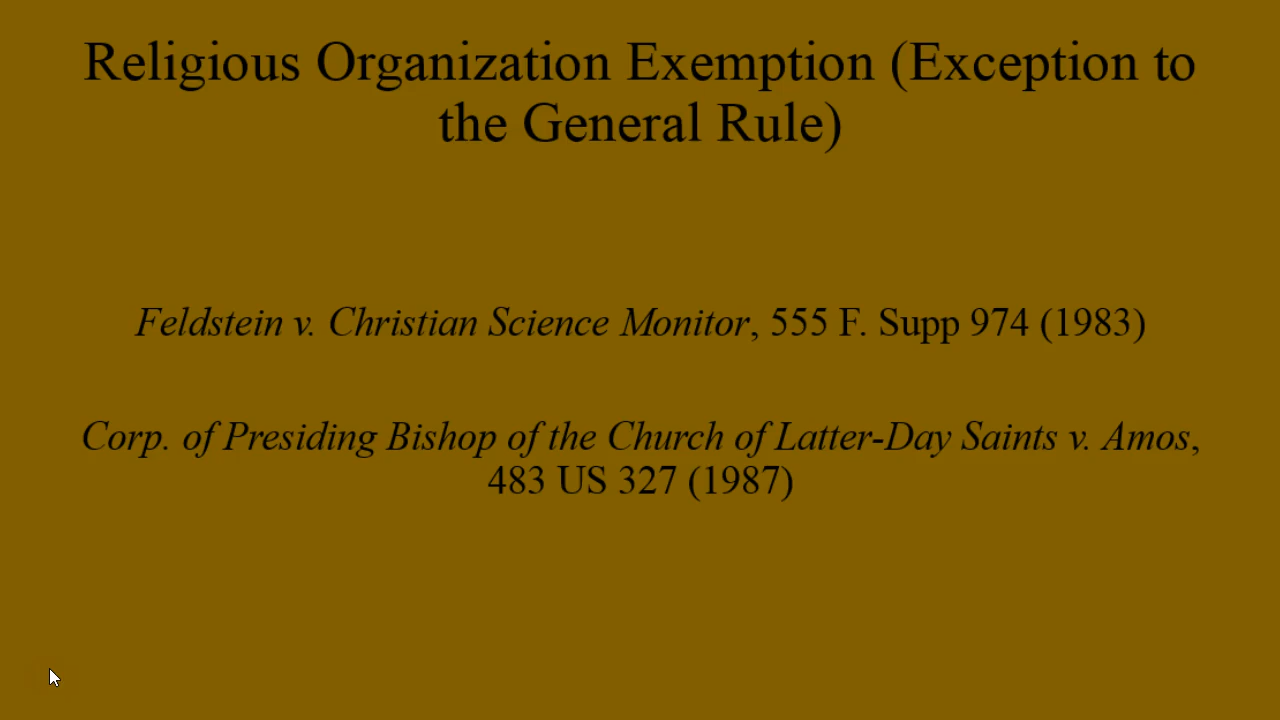 Religious Organization Exemption (Exception to
the General Rule)
Feldstein v. Christian Science Monitor, 555 F. Supp 974 (1983)
Corp. of Presiding Bishop of the Church of Latter-Day Saints v. Amos,
483 US 327 (1987)